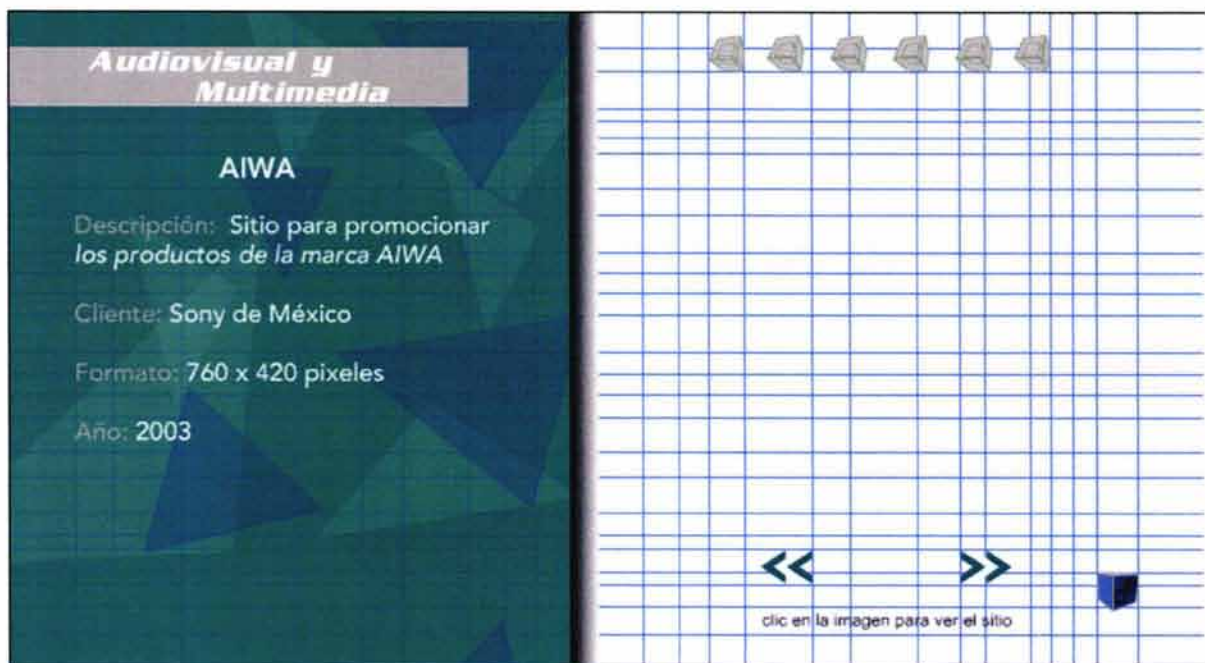 Audiovisual y
Multimedia
AIWA
Descripción: Sitio para promocionar
los productos de la marca AIWA
Cliente: Sony de México
Formato: 760 x 420 pixeles
Año: 2003
<< >>
clic en la imagen para ver el sitio